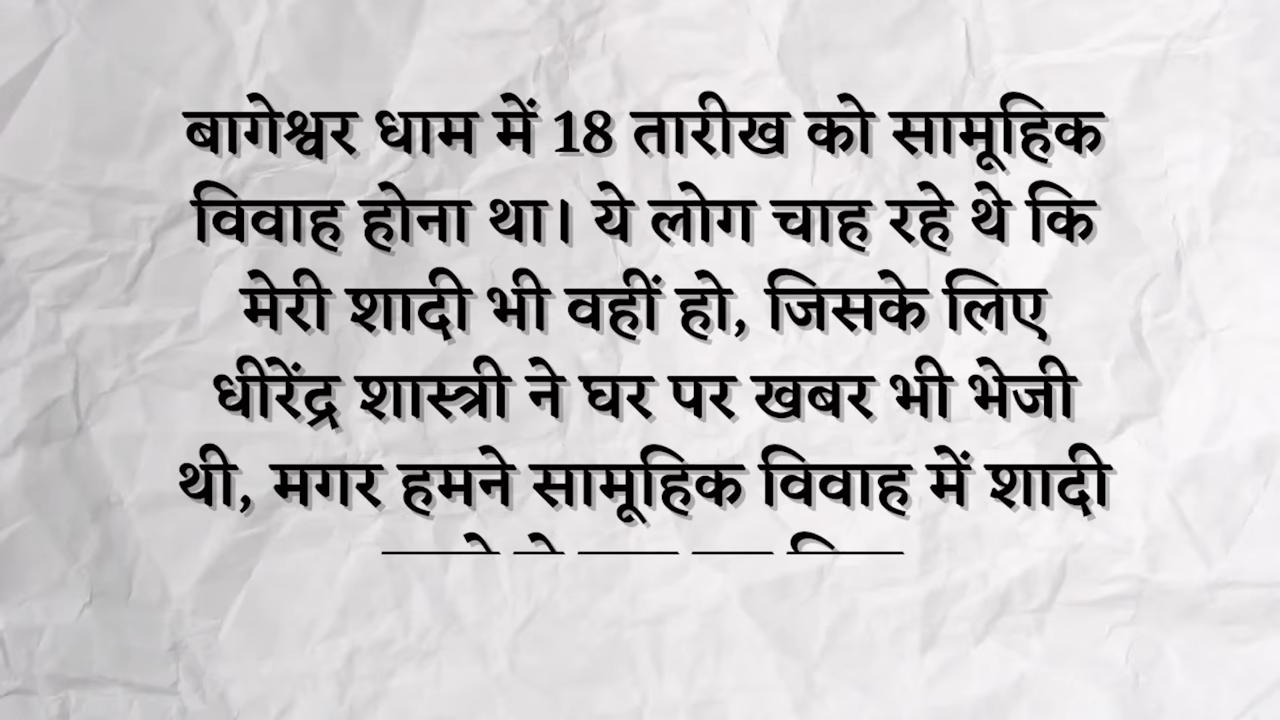 बागेश्वर धाम में 18 तारीख को सामूहिक
विवाह होना था। ये लोग चाह रहे थे कि
मेरी शादी भी वहीं हो, जिसके लिए
धीरेंद्र शास्त्री ने घर पर खबर भी भेजी
थी, मगर हमने सामूहिक विवाह में शादी